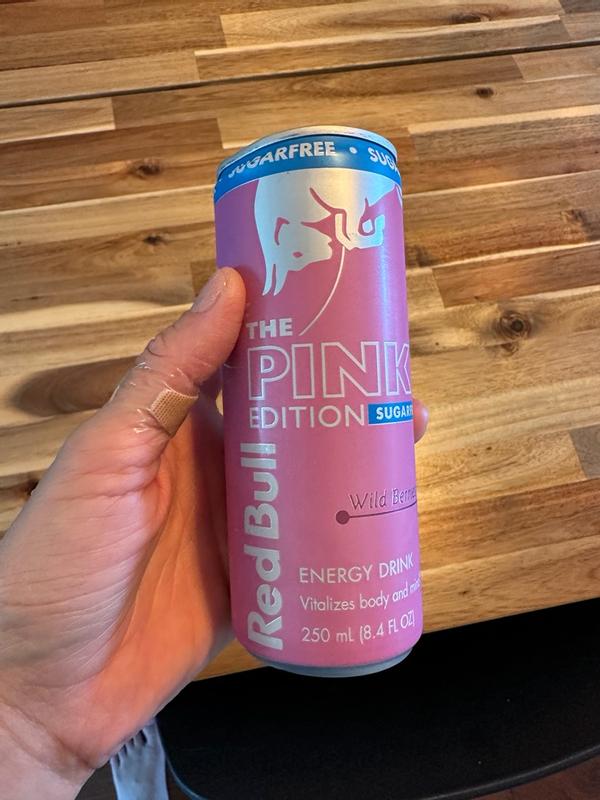 SUGARFREE • SUG
THE
PINK
EDITION SUGARF
Red Bull
Wild Berrie
ENERGY DRINK
Vitalizes body and mind
250 mL (8.4 FL OZ)